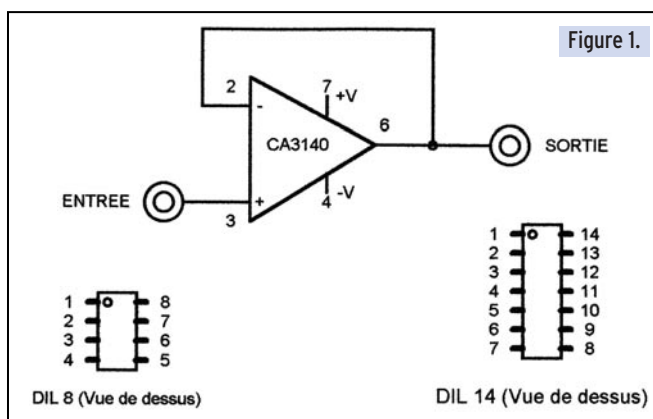 Figure 1.
2
7
+V
-
6
CA3140
SORTIE
ENTREE
+
4
-V
3
1 14
2 13
3 12
4 11
5 10
6 9
7 8
1 8
2 7
3 6
4 5
DIL 8 (Vue de dessus)
DIL 14 (Vue de dessus)